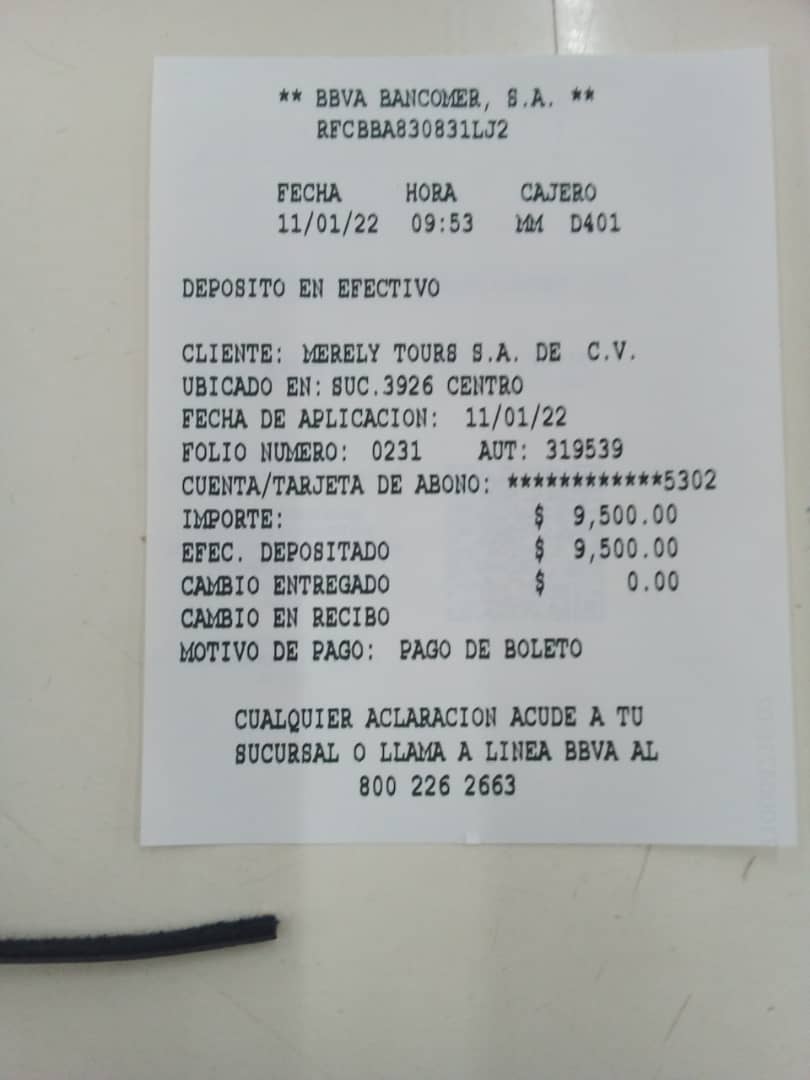 ** BBVA BANCOMER, S.A. **
RFCBBA830831LJ2
FECHA HORA CAJERO
11/01/22 09:53 MM D401
DEPOSITO EN EFECTIVO
CLIENTE: MERELY TOURS S.A. DE C.V.
UBICADO EN: SUC.3926 CENTRO
FECHA DE APLICACION: 11/01/22
FOLIO NUMERO: 0231 AUT: 319539
CUENTA/TARJETA DE ABONO: ************5302
IMPORTE: $ 9,500.00
EFEC. DEPOSITADO $ 9,500.00
CAMBIO ENTREGADO $ 0.00
CAMBIO EN RECIBO
MOTIVO DE PAGO: PAGO DE BOLETO
CUALQUIER ACLARACION ACUDE A TU
SUCURSAL O LLAMA A LINEA BBVA AL
800 226 2663